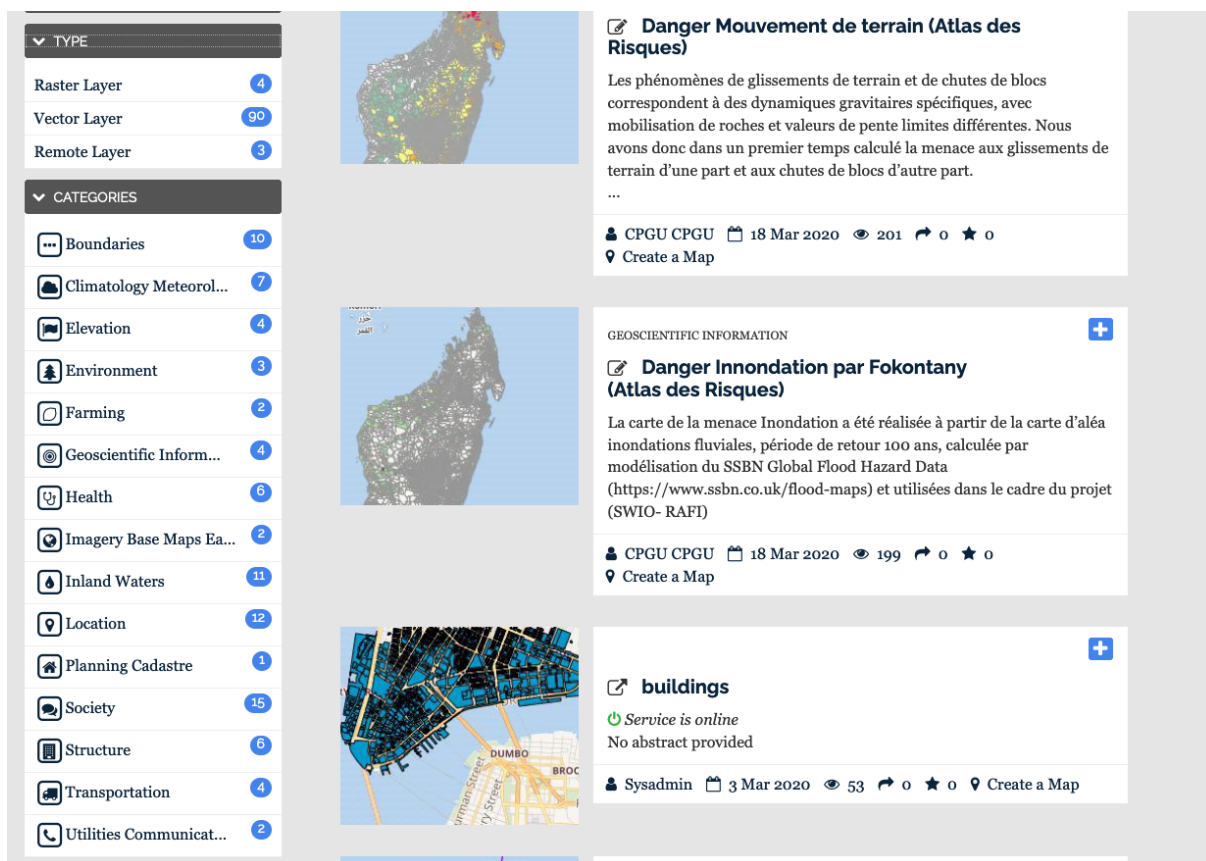 TYPE
Raster Layer 4
Vector Layer 90
Remote Layer 3
CATEGORIES
Boundaries 10
Climatology Meteorol... 7
Elevation 4
Environment 3
Farming 2
Geoscientific Inform... 4
Health 6
Imagery Base Maps Ea... 2
Inland Waters 11
Location 12
Planning Cadastre 1
Society 15
Structure 6
Transportation 4
Utilities Communicat... 2
Danger Mouvement de terrain (Atlas des
Risques)
Les phénomènes de glissements de terrain et de chutes de blocs
correspondent à des dynamiques gravitaires spécifiques, avec
mobilisation de roches et valeurs de pente limites différentes. Nous
avons donc dans un premier temps calculé la menace aux glissements de
terrain d'une part et aux chutes de blocs d'autre part.
...
CPGU CPGU 18 Mar 2020 201 0 0
Create a Map
جزر
القمر
GEOSCIENTIFIC INFORMATION
Danger Innondation par Fokontany
(Atlas des Risques)
La carte de la menace Inondation a été réalisée à partir de la carte d'aléa
inondations fluviales, période de retour 100 ans, calculée par
modélisation du SSBN Global Flood Hazard Data
(https://www.ssbn.co.uk/flood-maps) et utilisées dans le cadre du projet
(SWIO- RAFI)
CPGU CPGU 18 Mar 2020 199 0 0
Create a Map
DUMBO
BROC
Street
ry Street
buildings
Service is online
No abstract provided
Sysadmin 3 Mar 2020 53 0 0 Create a Map